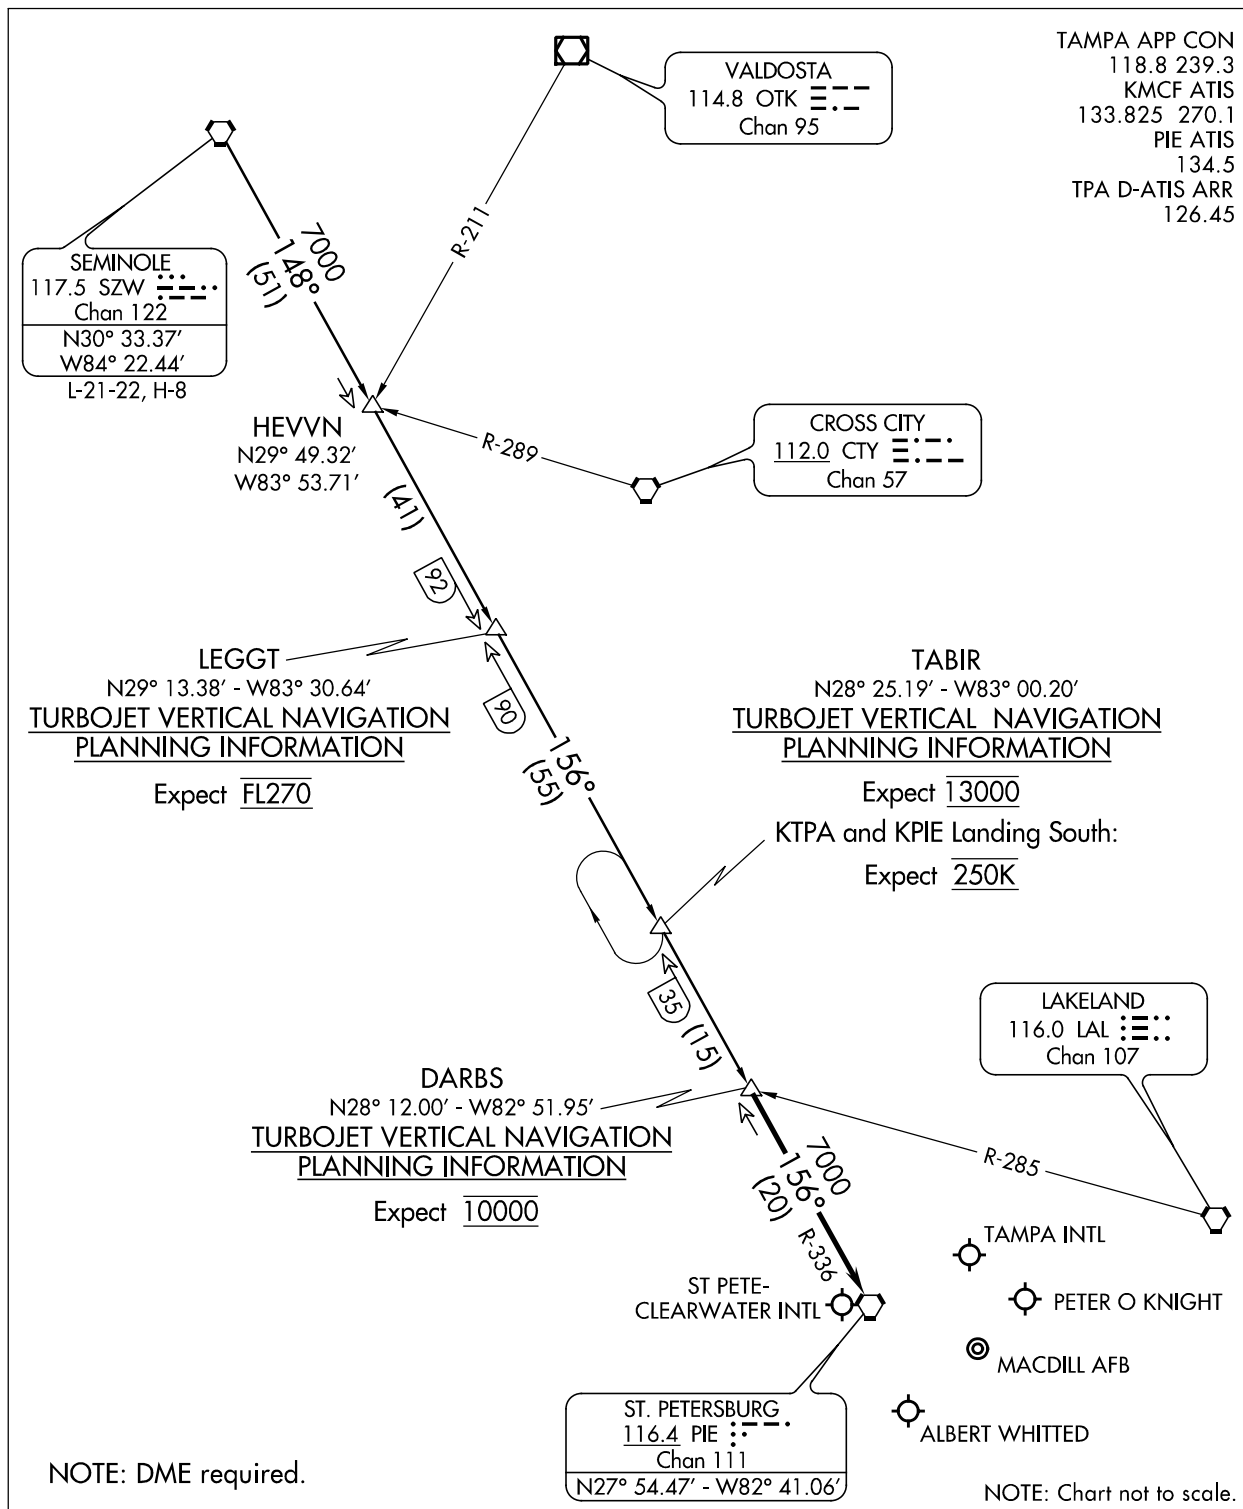 TAMPA APP CON
118.8 239.3
KMCF ATIS
133.825 270.1
PIE ATIS
134.5
TPA D-ATIS ARR
126.45
VALDOSTA
114.8 OTK
Chan 95
SEMINOLE
117.5 SZW
Chan 122
N30° 33.37′
W84° 22.44′
L-21-22, H-8
7000
148°
(51)
R-211
HEVVN
N29° 49.32′
W83° 53.71′
R-289
CROSS CITY
112.0 CTY
Chan 57
(41)
92
LEGGT
N29° 13.38′ - W83° 30.64′
TURBOJET VERTICAL NAVIGATION
PLANNING INFORMATION
Expect FL270
90
156°
(55)
TABIR
N28° 25.19′ - W83° 00.20′
TURBOJET VERTICAL NAVIGATION
PLANNING INFORMATION
Expect 13000
KTPA and KPIE Landing South:
Expect 250K
35
(15)
LAKELAND
116.0 LAL
Chan 107
DARBS
N28° 12.00′ - W82° 51.95′
TURBOJET VERTICAL NAVIGATION
PLANNING INFORMATION
Expect 10000
R-285
7000
156°
(20)
R-336
TAMPA INTL
ST PETE-
CLEARWATER INTL
PETER O KNIGHT
MACDILL AFB
ALBERT WHITTED
ST. PETERSBURG
116.4 PIE
Chan 111
N27° 54.47′ - W82° 41.06′
NOTE: DME required.
NOTE: Chart not to scale.